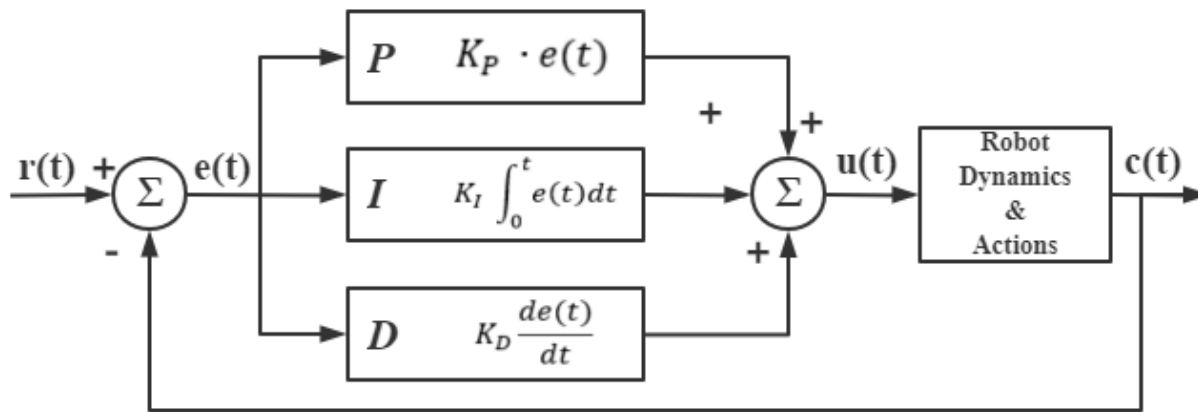 P K_P · e(t)
+ +
r(t) + Σ e(t) I K_I ∫_0^t e(t)dt Σ u(t) Robot
Dynamics
&
Actions c(t)
- +
D K_D de(t)/dt